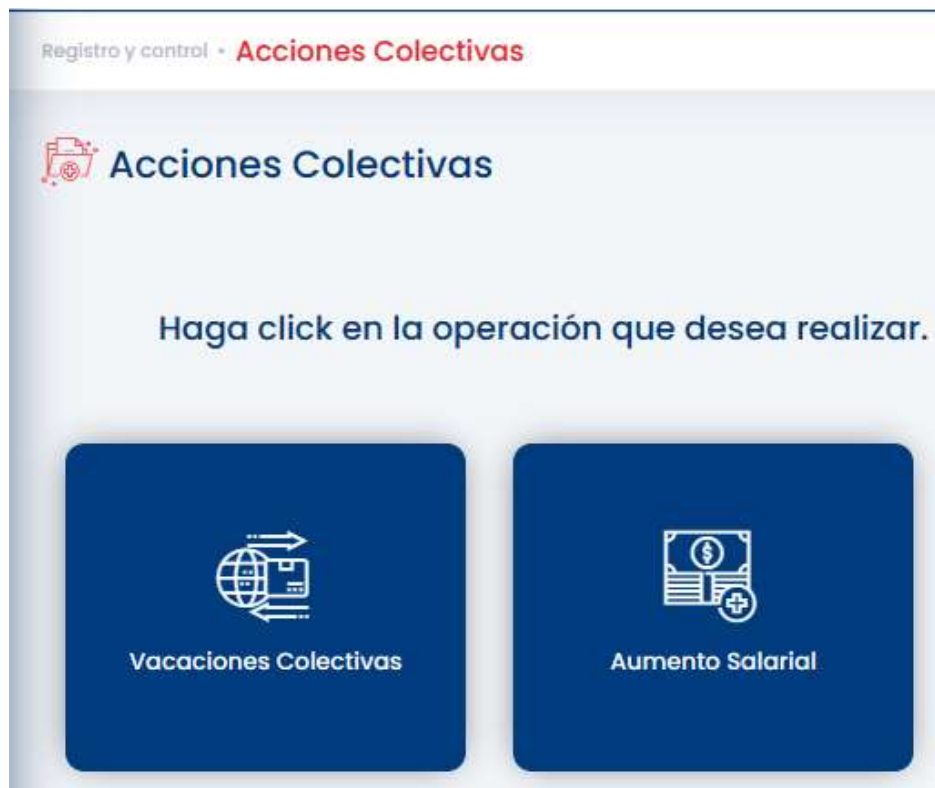 Registro y control • Acciones Colectivas
Acciones Colectivas
Haga click en la operación que desea realizar.
Vacaciones Colectivas
Aumento Salarial